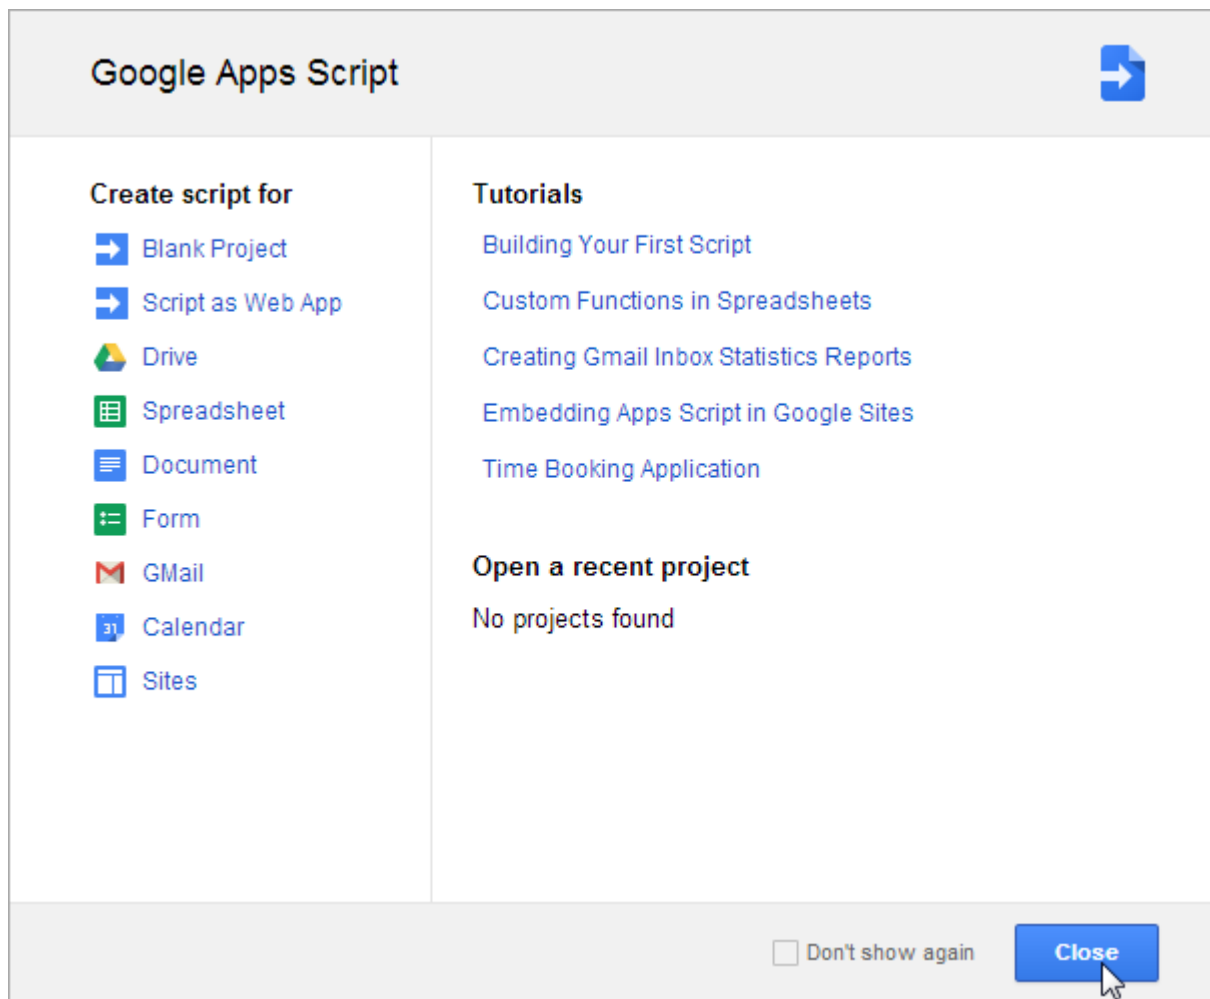 Google Apps Script
Create script for
Blank Project
Script as Web App
Drive
Spreadsheet
Document
Form
GMail
31
Calendar
Sites
Tutorials
Building Your First Script
Custom Functions in Spreadsheets
Creating Gmail Inbox Statistics Reports
Embedding Apps Script in Google Sites
Time Booking Application
Open a recent project
No projects found
Don't show again
Close